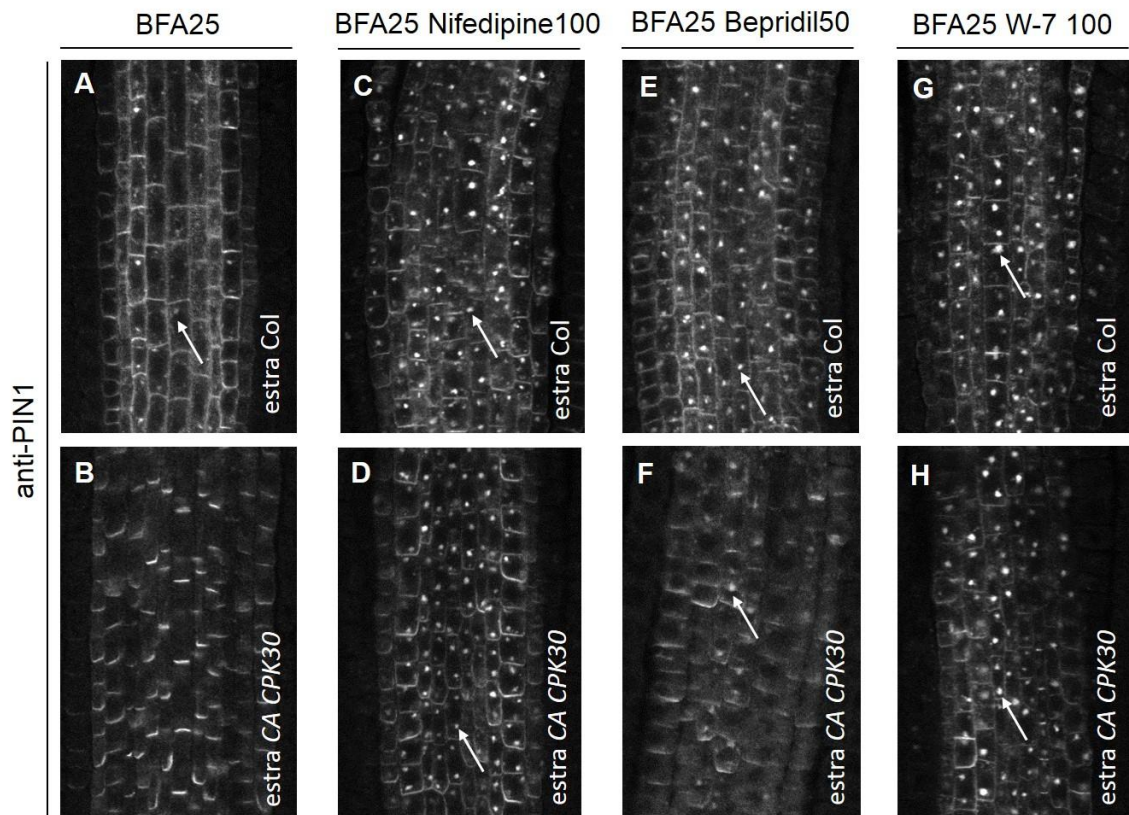 BFA25
BFA25 Nifedipine100
BFA25 Bepridil50
BFA25 W-7 100
anti-PIN1
A
estra Col
C
estra Col
E
estra Col
G
estra Col
B
estra CA CPK30
D
estra CA CPK30
F
estra CA CPK30
H
estra CA CPK30